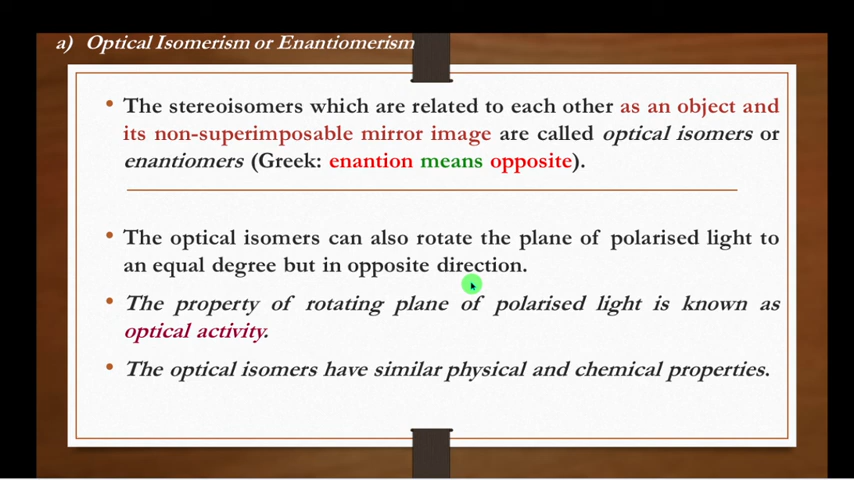 a) Optical Isomerism or Enantiomerism
• The stereoisomers which are related to each other as an object and
its non-superimposable mirror image are called optical isomers or
enantiomers (Greek: enantion means opposite).
• The optical isomers can also rotate the plane of polarised light to
an equal degree but in opposite direction.
• The property of rotating plane of polarised light is known as
optical activity.
• The optical isomers have similar physical and chemical properties.